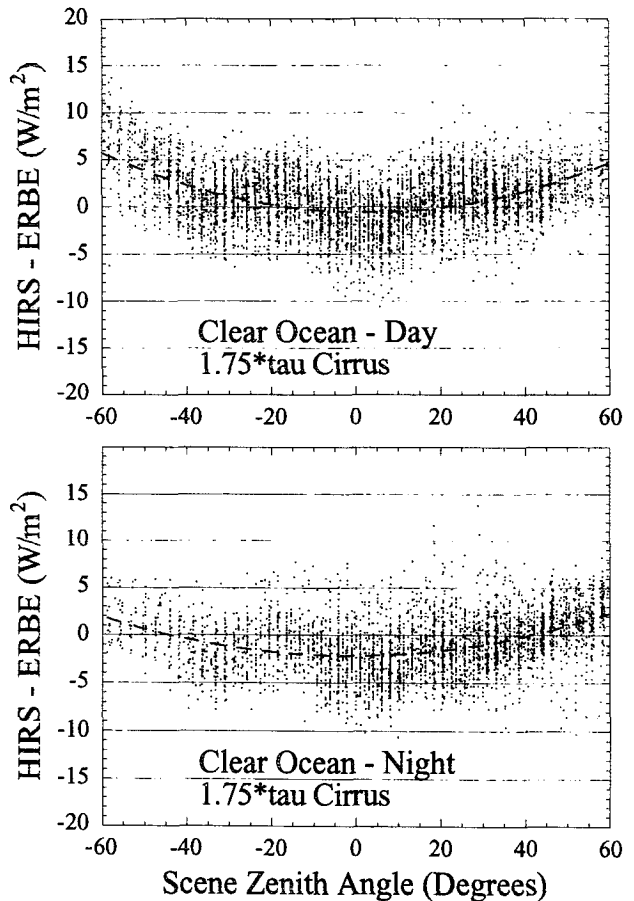 20
15
10
5
0
-5
-10
-15
-20
HIRS - ERBE (W/m²)
Clear Ocean - Day
1.75*tau Cirrus
-60 -40 -20 0 20 40 60
15
10
5
0
-5
-10
-15
-20
HIRS - ERBE (W/m²)
Clear Ocean - Night
1.75*tau Cirrus
-60 -40 -20 0 20 40 60
Scene Zenith Angle (Degrees)